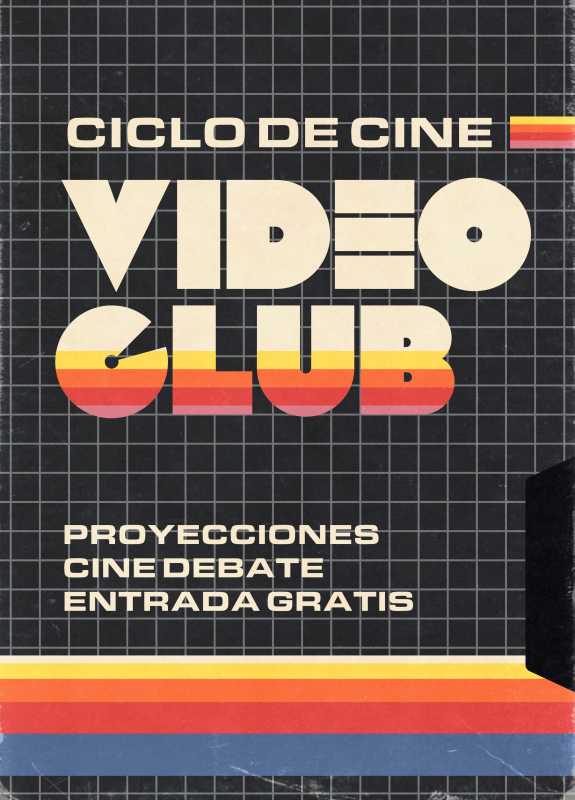 CICLO DE CINE
VIDEO
CLUB
PROYECCIONES
CINE DEBATE
ENTRADA GRATIS